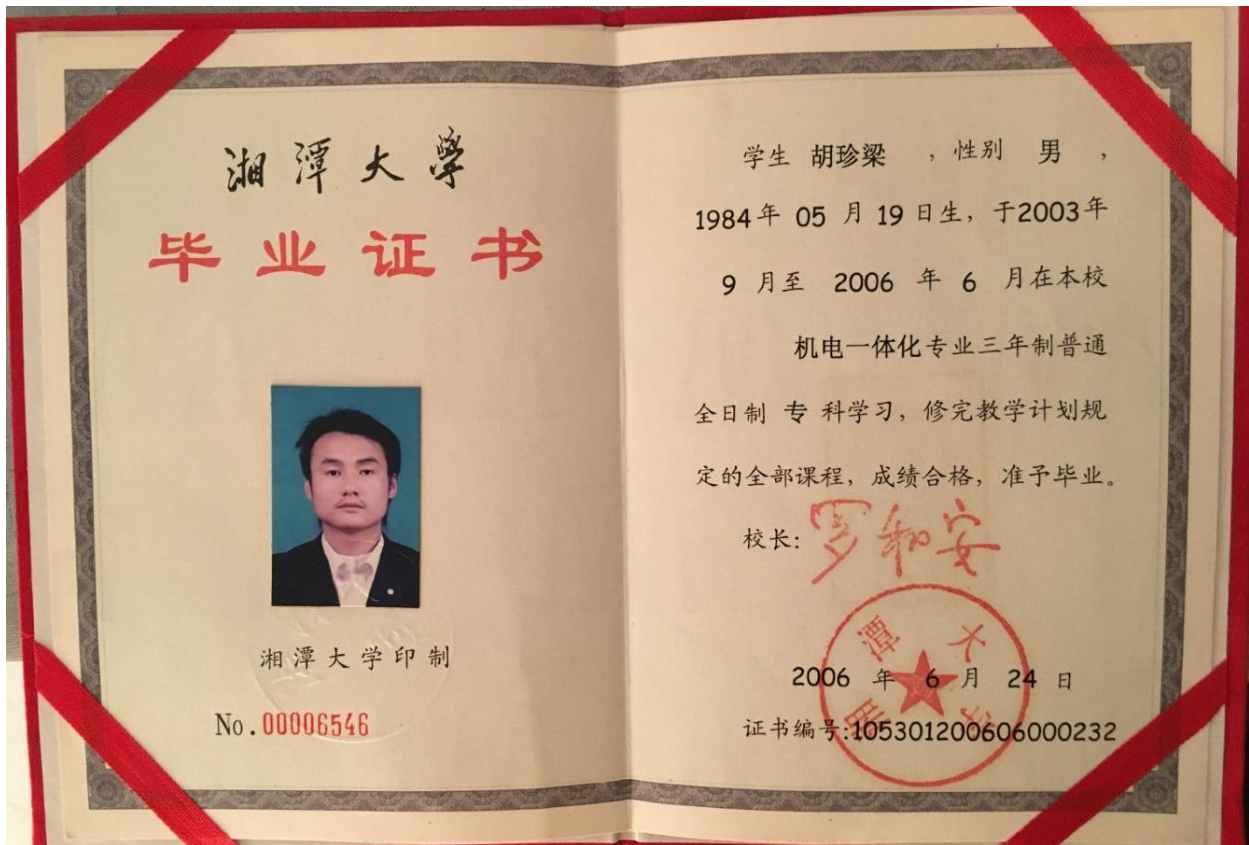 湘潭大學
毕业证书
湘潭大学印制
No.00006546
学生 胡珍梁 ，性别 男 ，
1984年 05 月 19 日生，于2003年
9 月至 2006 年 6 月在本校
机电一体化专业三年制普通
全日制 专 科学习，修完教学计划规
定的全部课程，成绩合格，准予毕业。
校长：罗和安
湘潭大学
2006 年 6 月 24 日
证书编号:105301200606000232